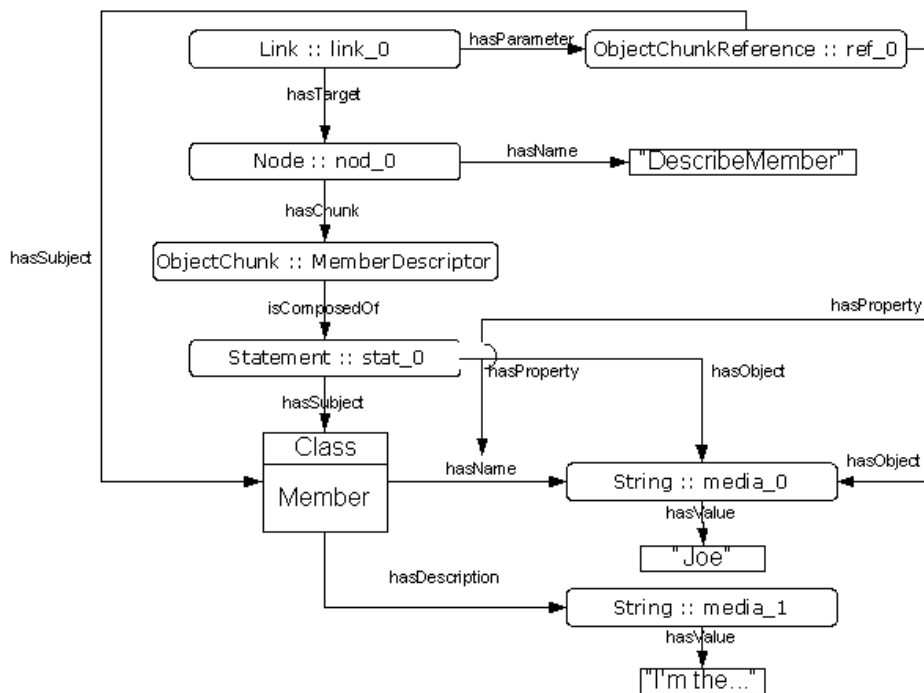 Link :: link_0
hasParameter
ObjectChunkReference :: ref_0
hasTarget
Node :: nod_0
hasName
"DescribeMember"
hasChunk
hasSubject
ObjectChunk :: MemberDescriptor
isComposedOf
hasProperty
Statement :: stat_0
hasProperty
hasObject
hasSubject
Class
Member
hasName
String :: media_0
hasObject
hasValue
"Joe"
hasDescription
String :: media_1
hasValue
"I'm the..."